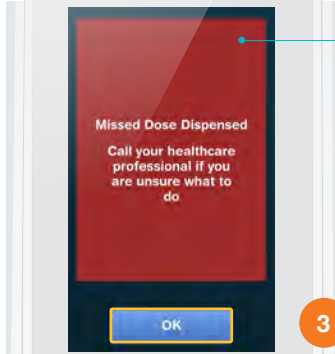 Missed Dose Dispensed
Call your healthcare
professional if you
are unsure what to
do
OK
3